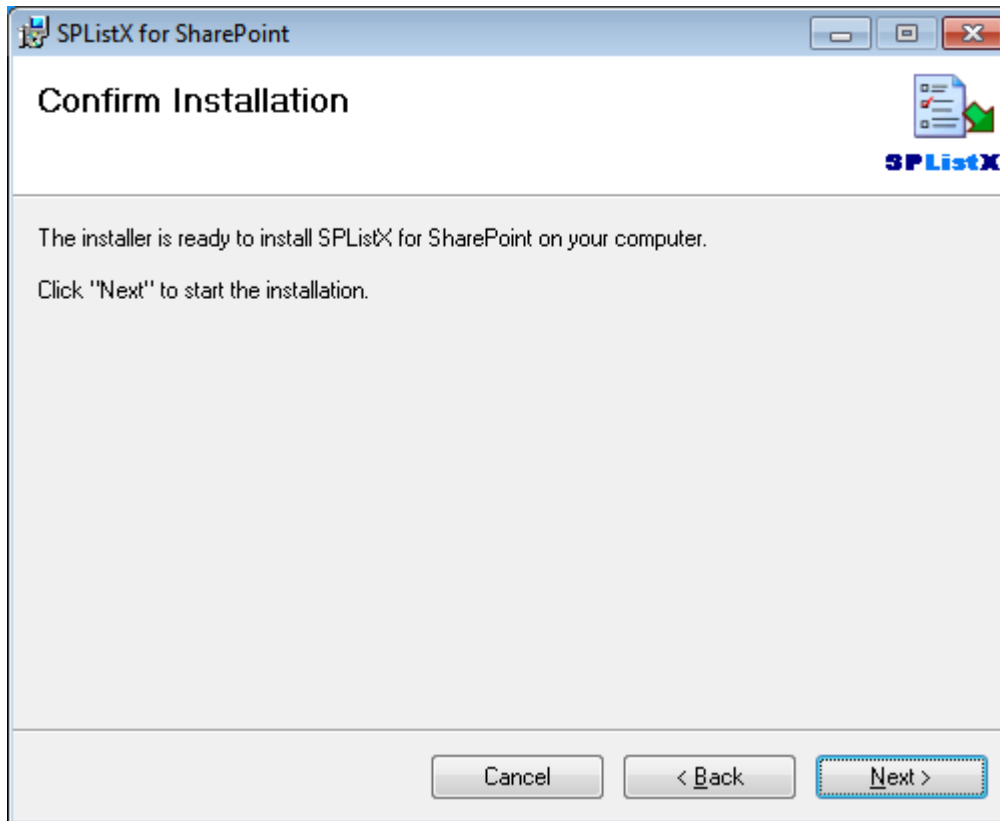 SPListX for SharePoint
Confirm Installation
SPListX
The installer is ready to install SPListX for SharePoint on your computer.
Click "Next" to start the installation.
Cancel
< Back
Next >